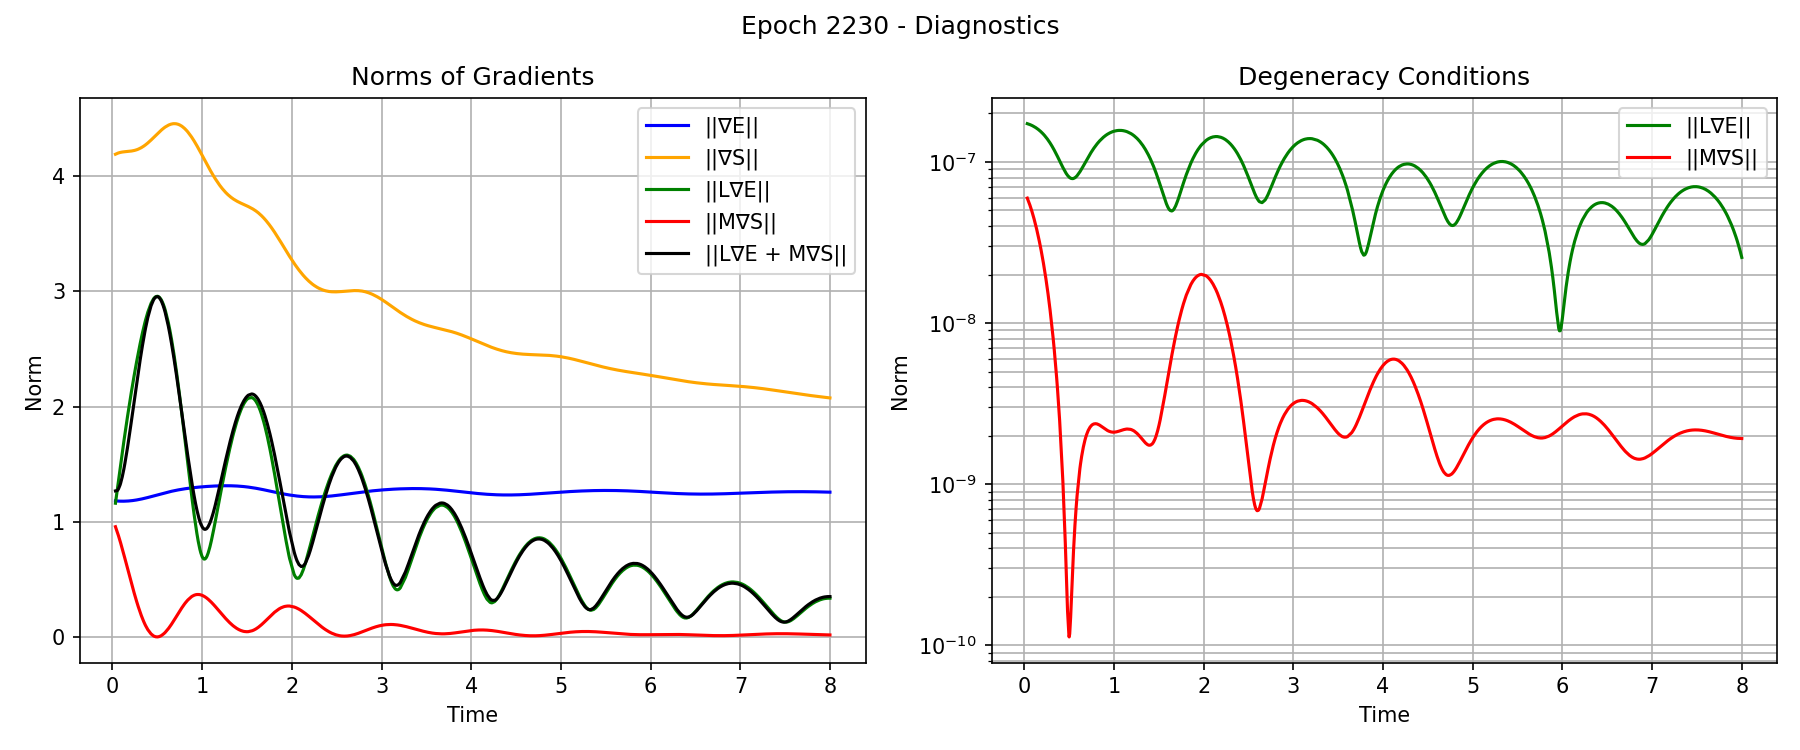 Epoch 2230 - Diagnostics
Norms of Gradients
||∇E||
||∇S||
||L∇E||
||M∇S||
||L∇E + M∇S||
Norm
4
3
2
1
0
0 1 2 3 4 5 6 7 8
Time
Degeneracy Conditions
||L∇E||
||M∇S||
Norm
10⁻⁷
10⁻⁸
10⁻⁹
10⁻¹⁰
0 1 2 3 4 5 6 7 8
Time